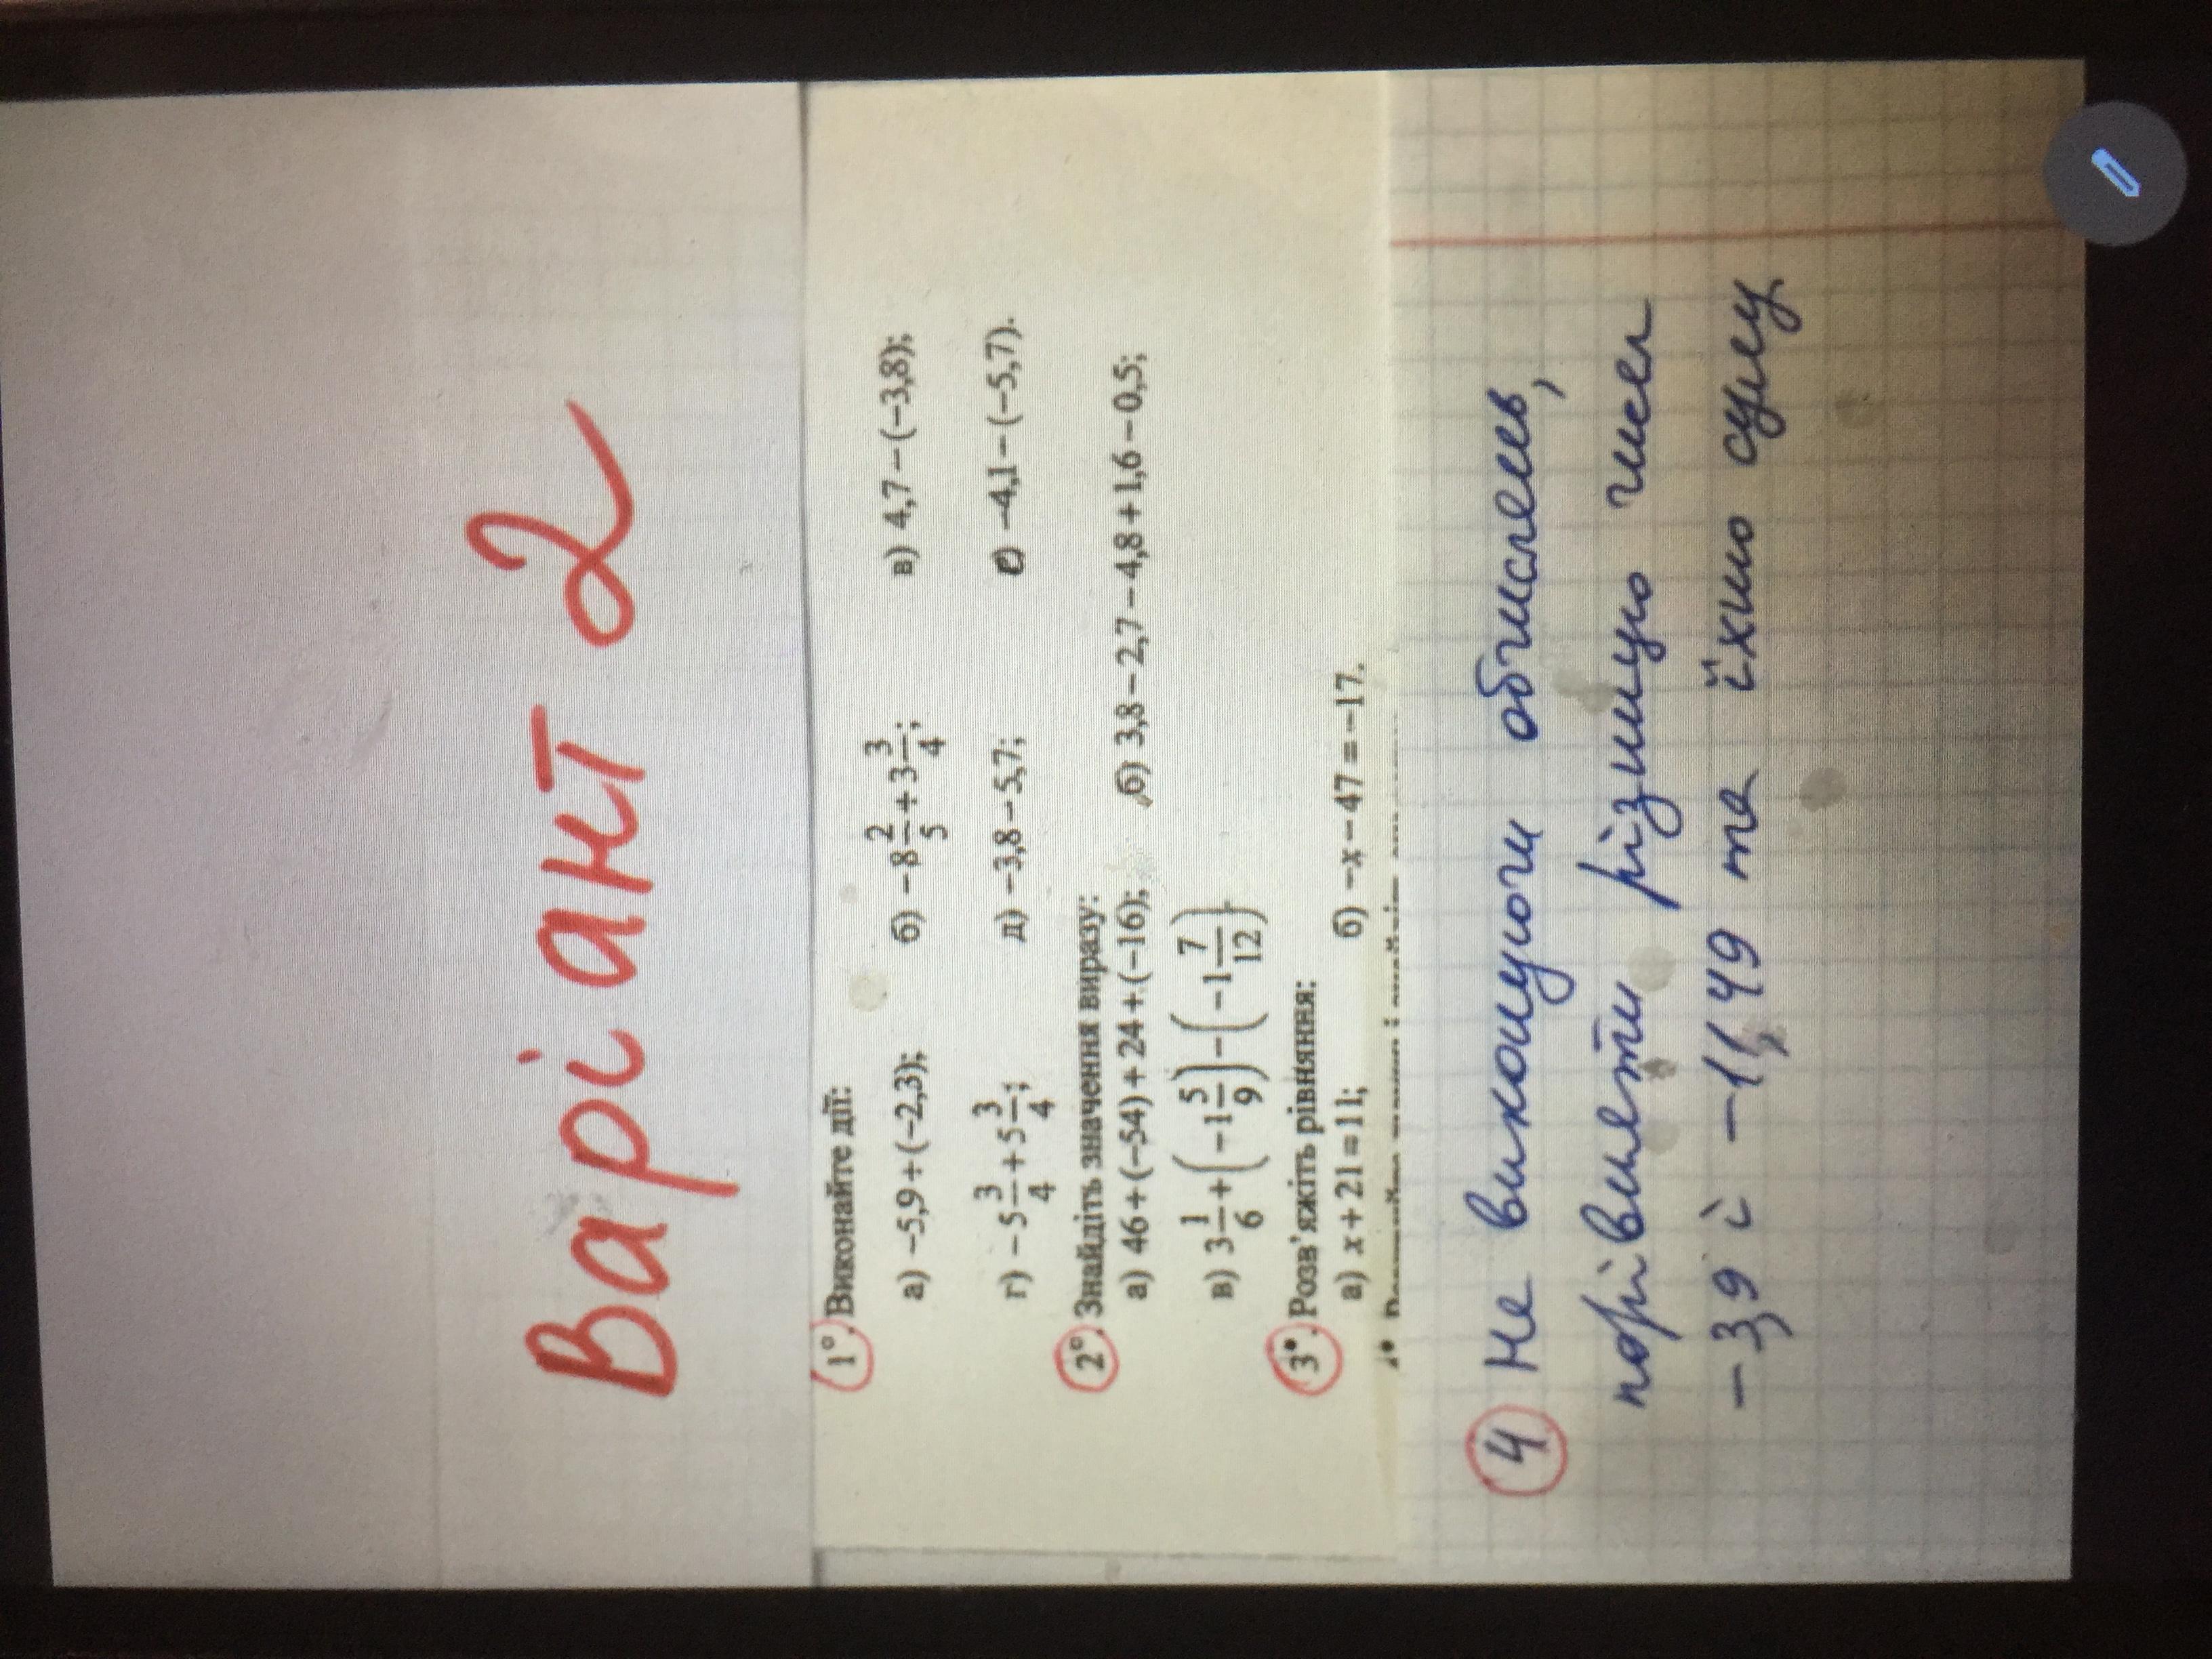 Варіант 2
1°. Виконайте дії:
а) −5,9+(−2,3); б) −8 2/5 + 3 3/4; в) 4,7−(−3,8);
г) −5 3/4 + 5 3/4; д) −3,8−5,7; е) −4,1−(−5,7).
2°. Знайдіть значення виразу:
а) 46+(−54)+24+(−16); б) 3,8−2,7−4,8+1,6−0,5;
в) 3 1/6 + (−1 5/9) − (−1 7/12).
3•. Розв'яжіть рівняння:
а) x+21=11; б) −x−47=−17.
4 Не виконуючи обчислень,
порівняти різницю чисел
−3,9 і −11,49 та їхню суму